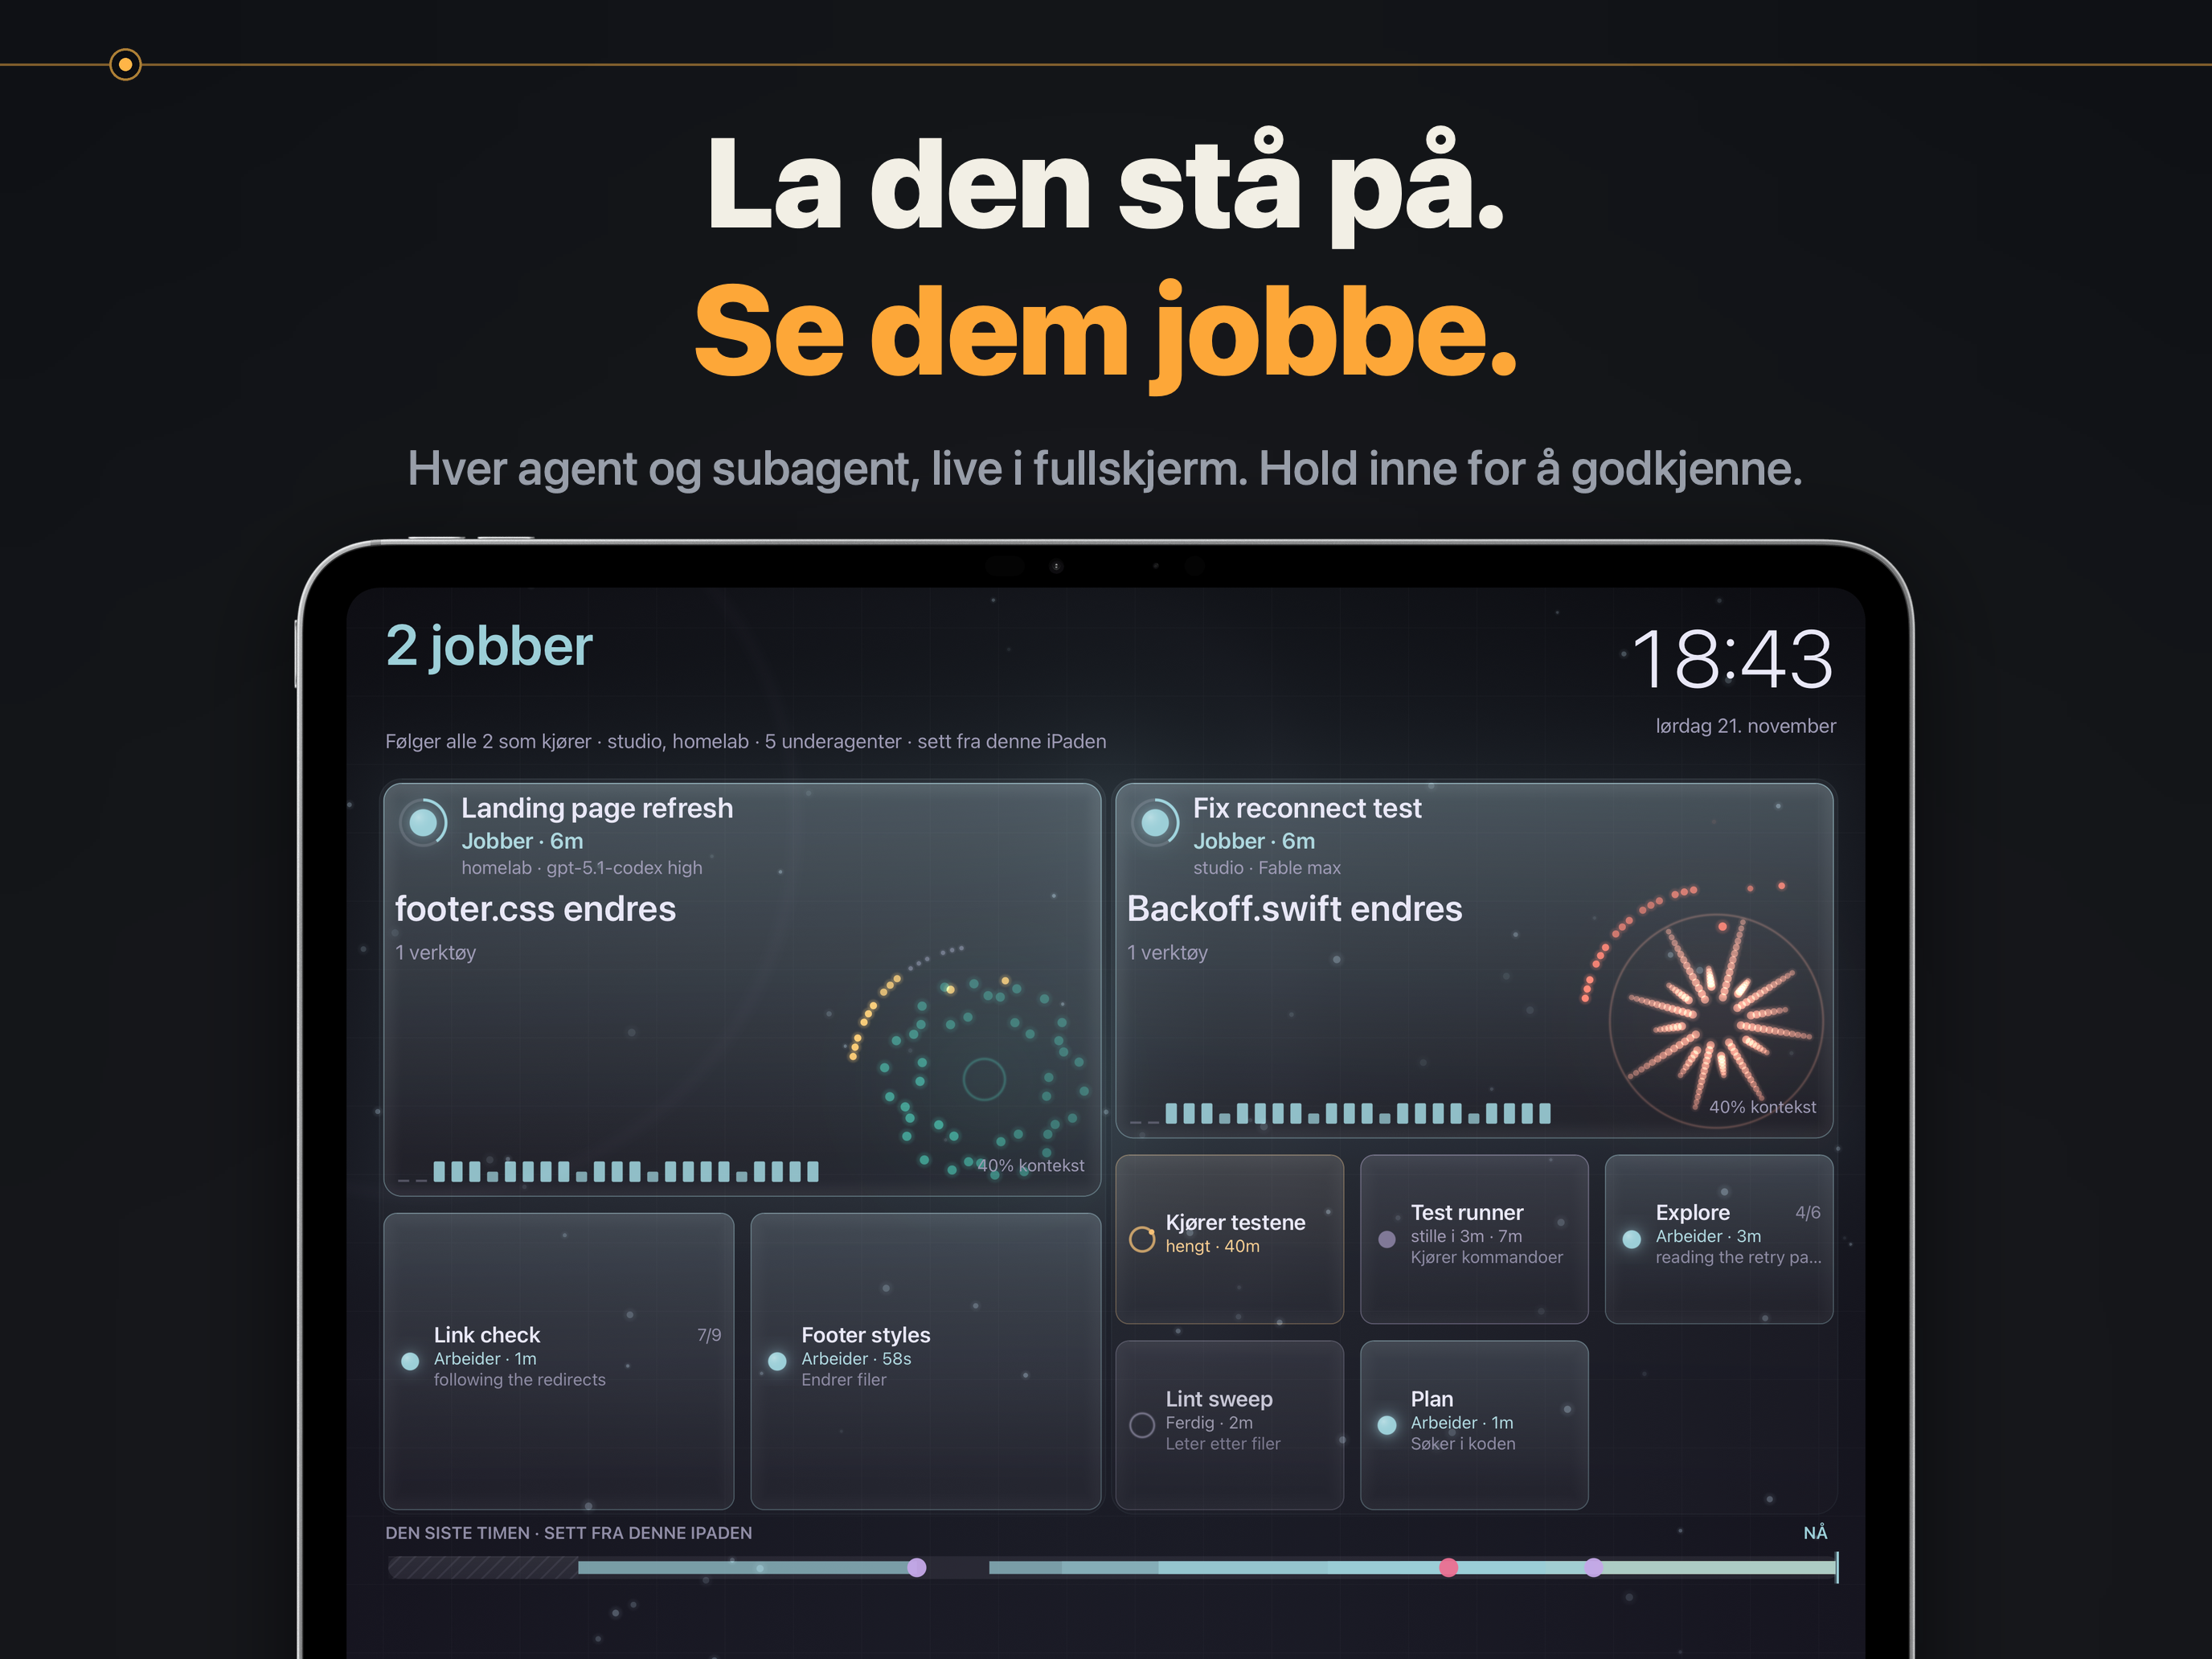 La den stå på.
Se dem jobbe.
Hver agent og subagent, live i fullskjerm. Hold inne for å godkjenne.
2 jobber
18:43
lørdag 21. november
Følger alle 2 som kjører · studio, homelab · 5 underagenter · sett fra denne iPaden
Landing page refresh
Jobber · 6m
homelab · gpt-5.1-codex high
footer.css endres
1 verktøy
40% kontekst
Fix reconnect test
Jobber · 6m
studio · Fable max
Backoff.swift endres
1 verktøy
40% kontekst
Link check
7/9
Arbeider · 1m
following the redirects
Footer styles
Arbeider · 58s
Endrer filer
Kjører testene
hengt · 40m
Test runner
stille i 3m · 7m
Kjører kommandoer
Explore
4/6
Arbeider · 3m
reading the retry pa...
Lint sweep
Ferdig · 2m
Leter etter filer
Plan
Arbeider · 1m
Søker i koden
DEN SISTE TIMEN · SETT FRA DENNE IPADEN
NÅ